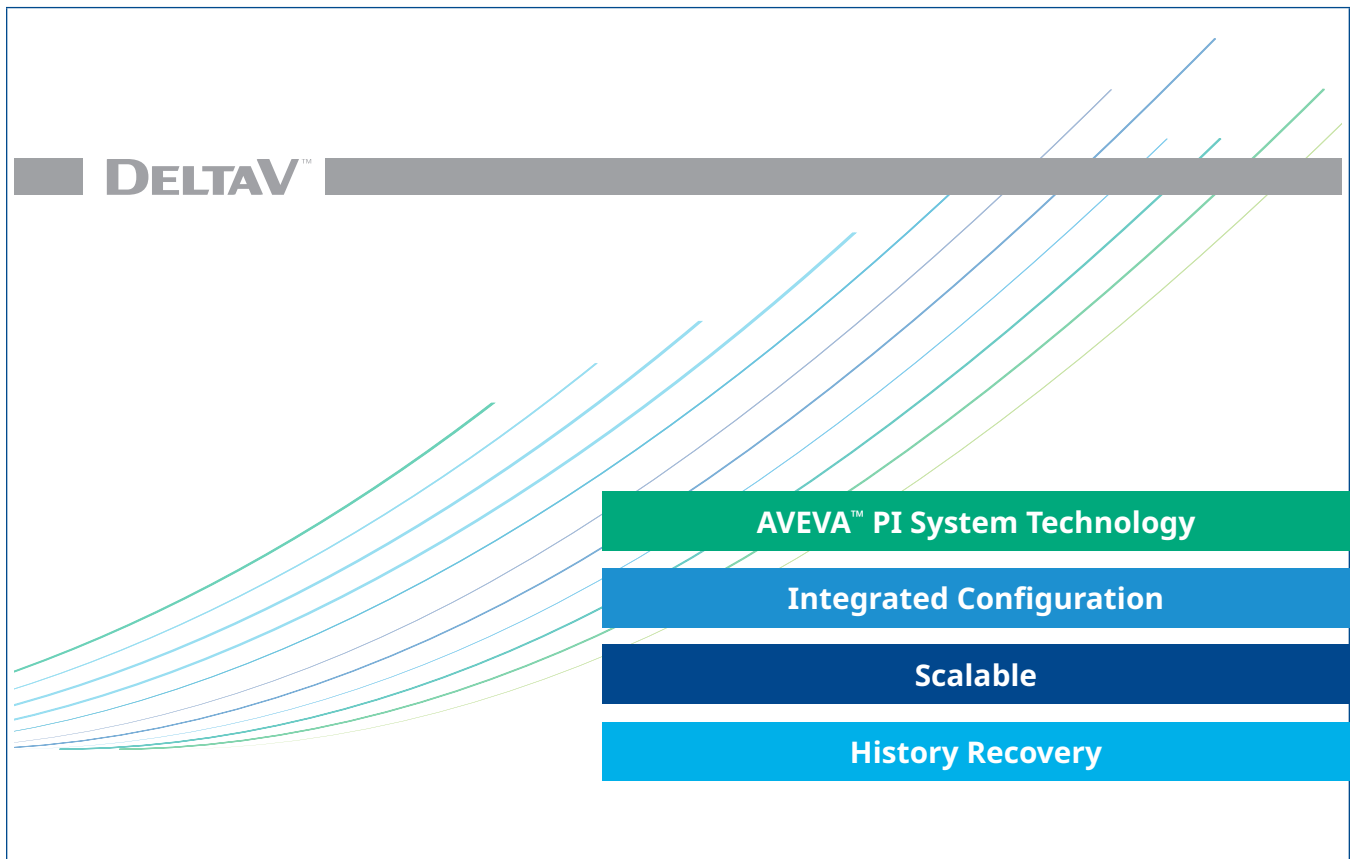 DELTAV™
AVEVA™ PI System Technology
Integrated Configuration
Scalable
History Recovery